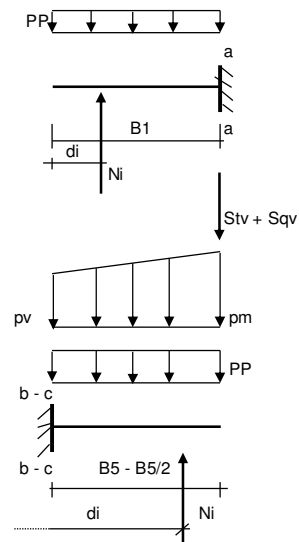 PP
a
B1
a
di
Ni
Stv + Sqv
pv
pm
PP
b - c
b - c
B5 - B5/2
di
Ni